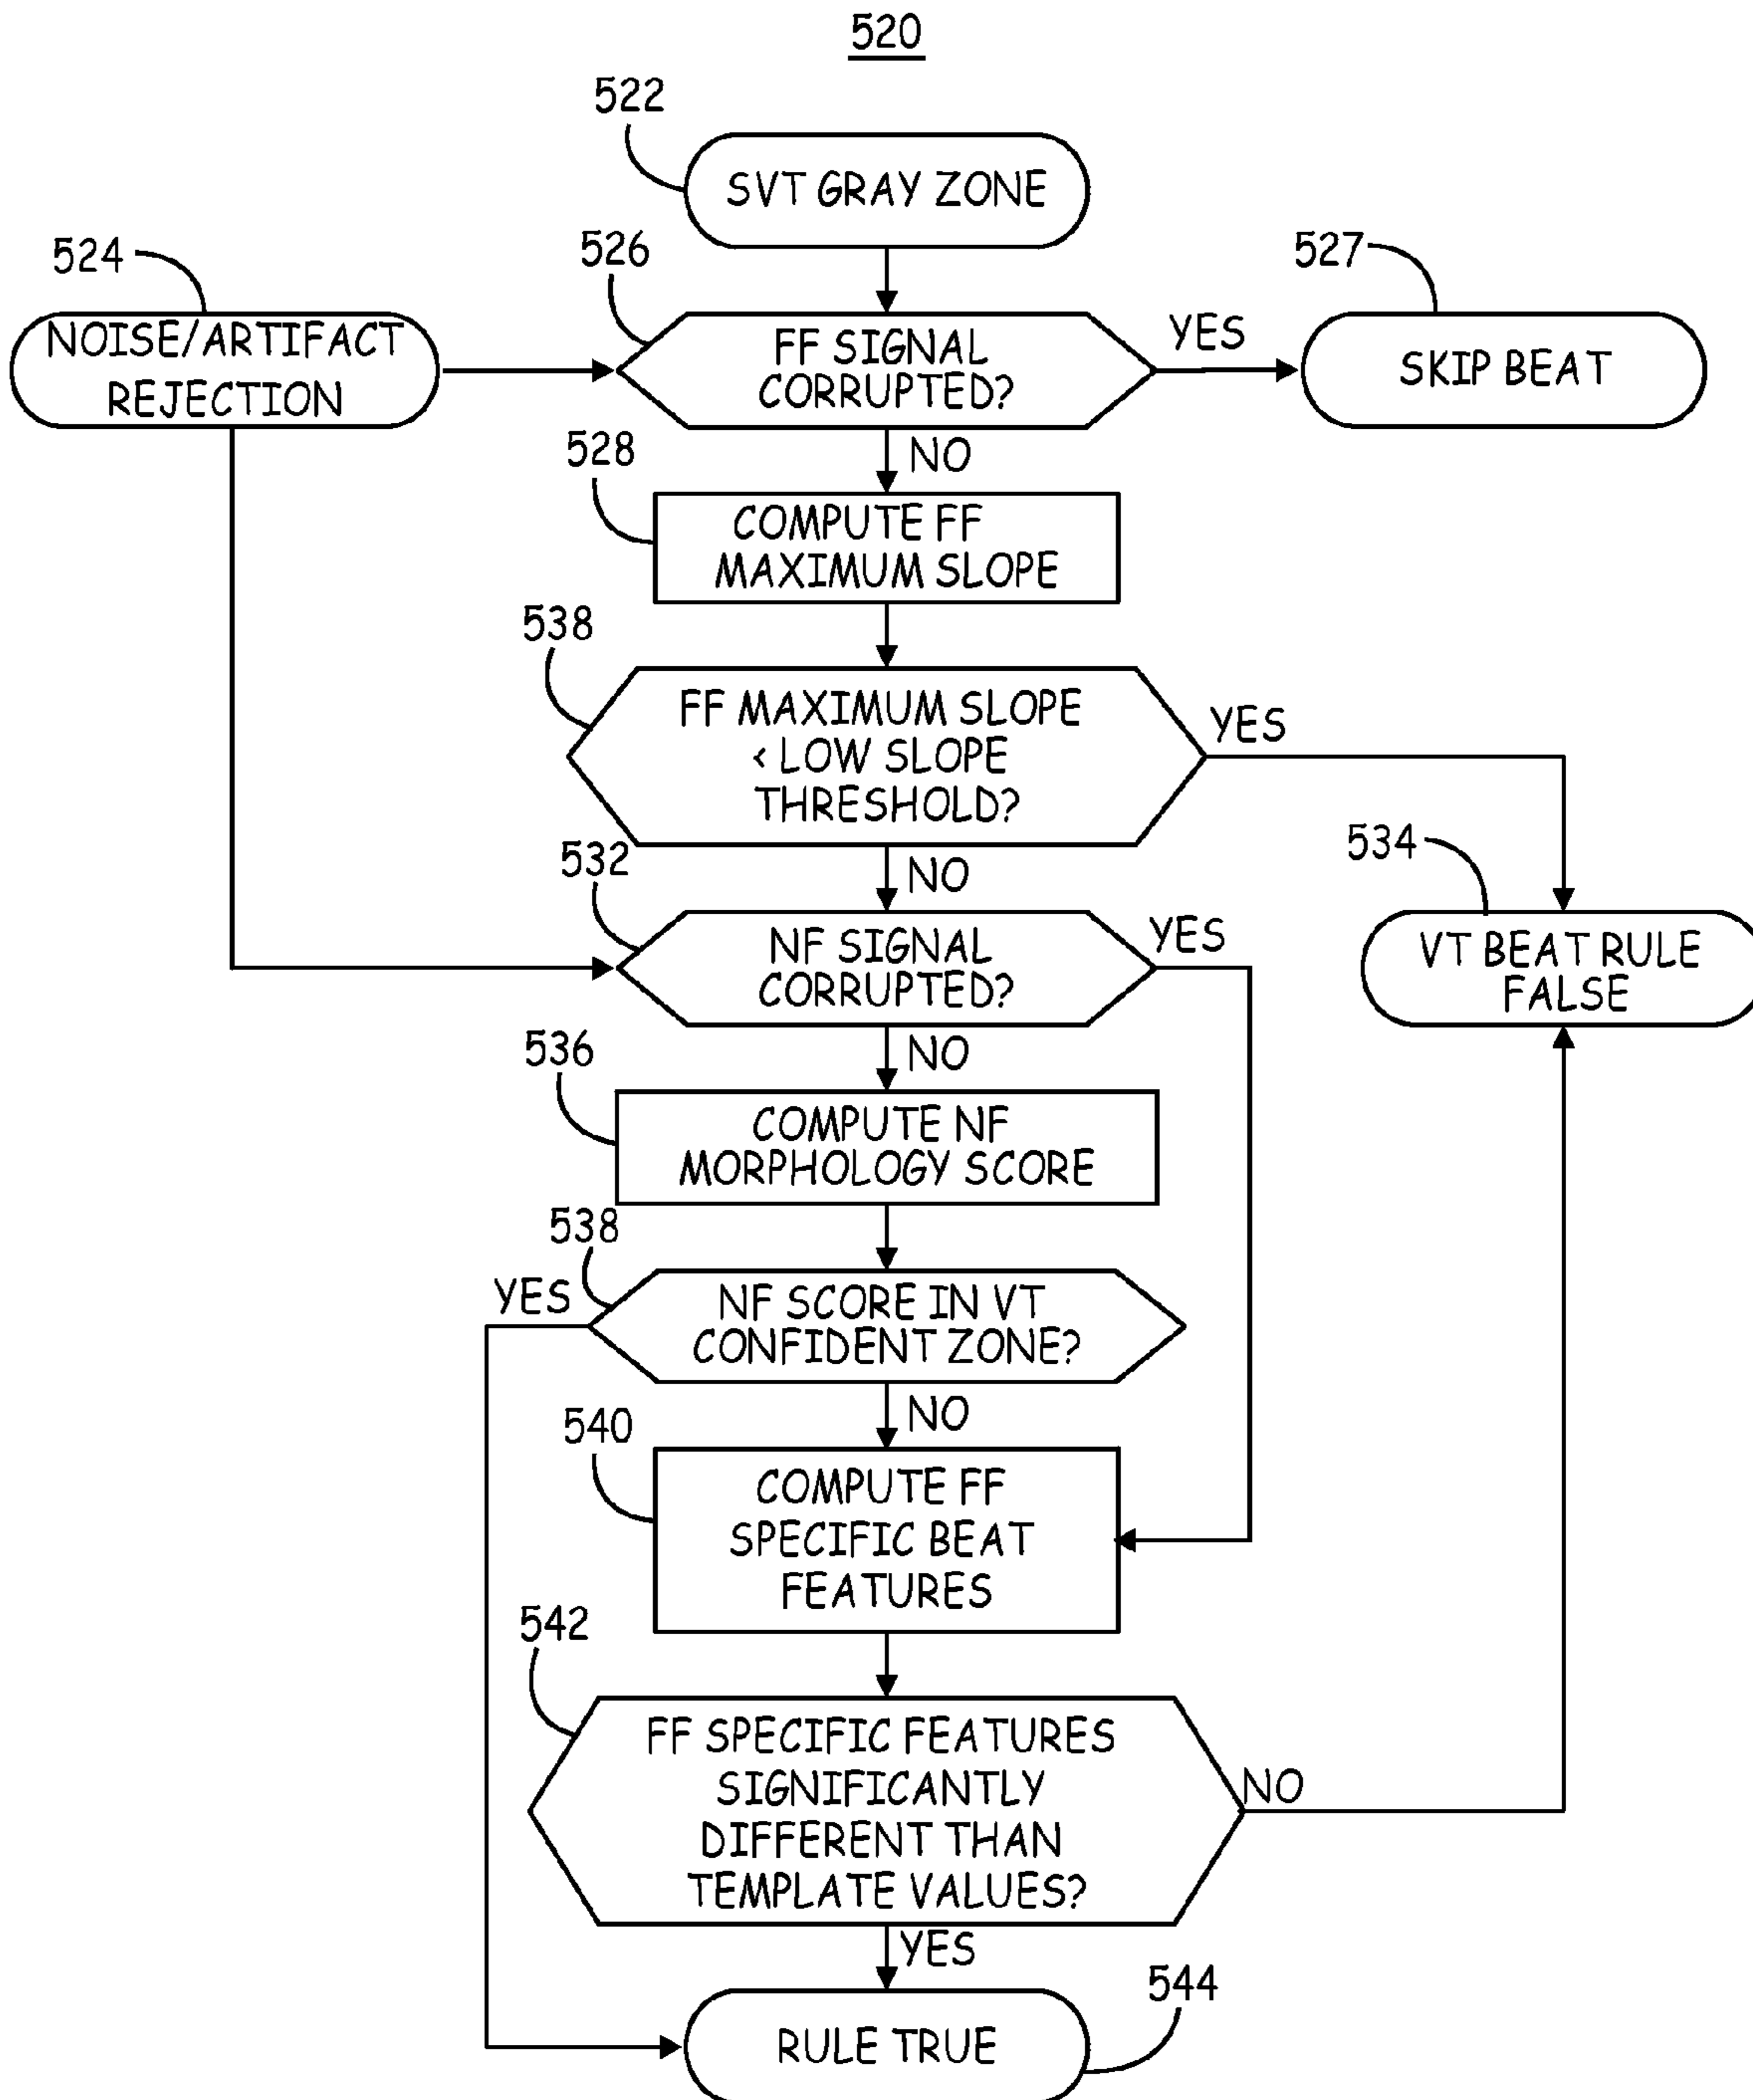 520
522
SVT GRAY ZONE
524
NOISE/ARTIFACT
REJECTION
526
FF SIGNAL
CORRUPTED?
YES
527
SKIP BEAT
NO
528
COMPUTE FF
MAXIMUM SLOPE
538
FF MAXIMUM SLOPE
< LOW SLOPE
THRESHOLD?
YES
NO
534
VT BEAT RULE
FALSE
532
NF SIGNAL
CORRUPTED?
YES
NO
536
COMPUTE NF
MORPHOLOGY SCORE
538
YES
NF SCORE IN VT
CONFIDENT ZONE?
NO
540
COMPUTE FF
SPECIFIC BEAT
FEATURES
542
FF SPECIFIC FEATURES
SIGNIFICANTLY
DIFFERENT THAN
TEMPLATE VALUES?
NO
YES
544
RULE TRUE